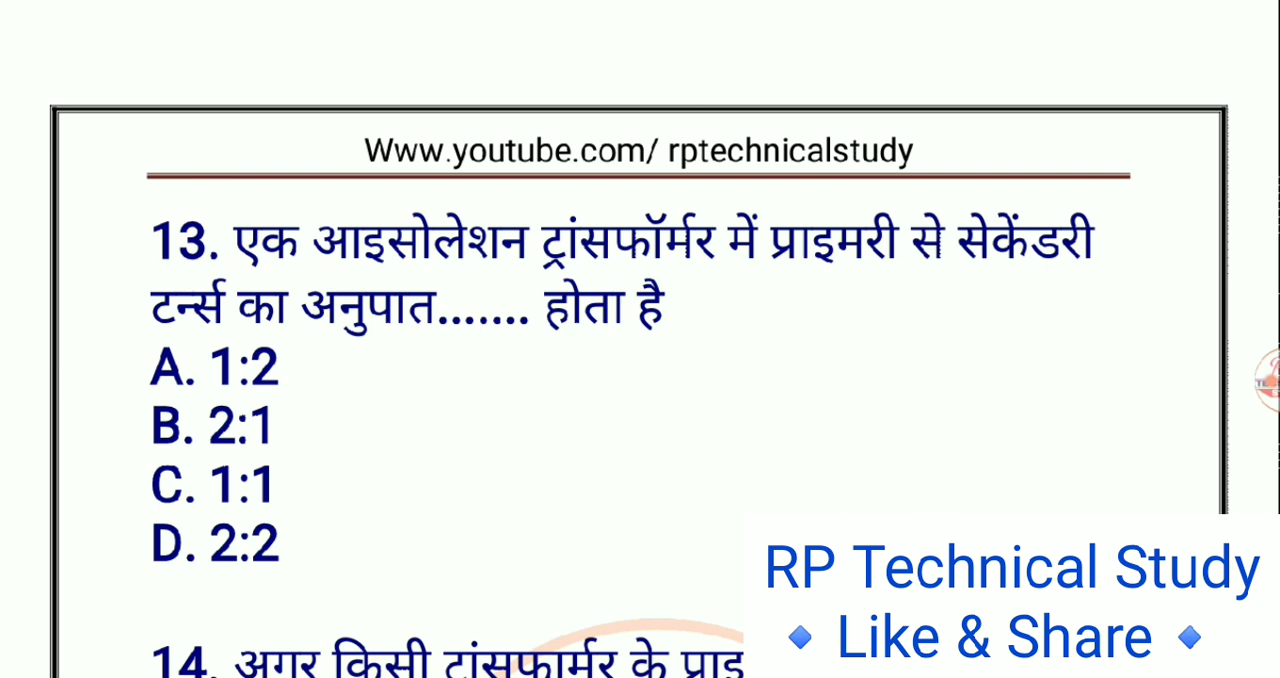 Www.youtube.com/ rptechnicalstudy
13. एक आइसोलेशन ट्रांसफॉर्मर में प्राइमरी से सेकेंडरी
टर्न्स का अनुपात....... होता है
A. 1:2
B. 2:1
C. 1:1
D. 2:2
RP Technical Study
🔹 Like & Share 🔹
14. अगर किसी ट्रांसफार्मर के